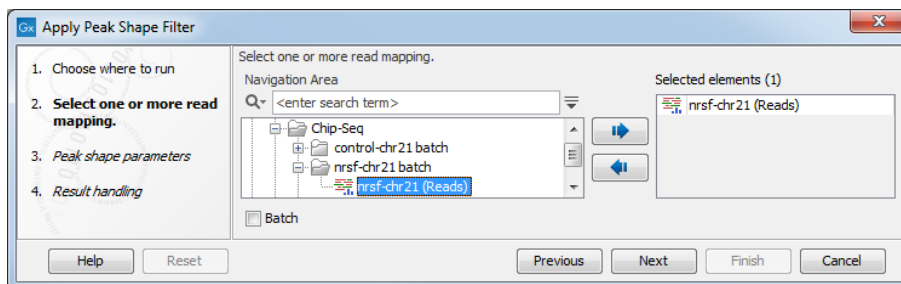 Gx Apply Peak Shape Filter
1. Choose where to run
2. Select one or more read
mapping.
3. Peak shape parameters
4. Result handling
Select one or more read mapping.
Navigation Area
<enter search term>
Chip-Seq
control-chr21 batch
nrsf-chr21 batch
nrsf-chr21 (Reads)
Batch
Selected elements (1)
nrsf-chr21 (Reads)
Help Reset Previous Next Finish Cancel